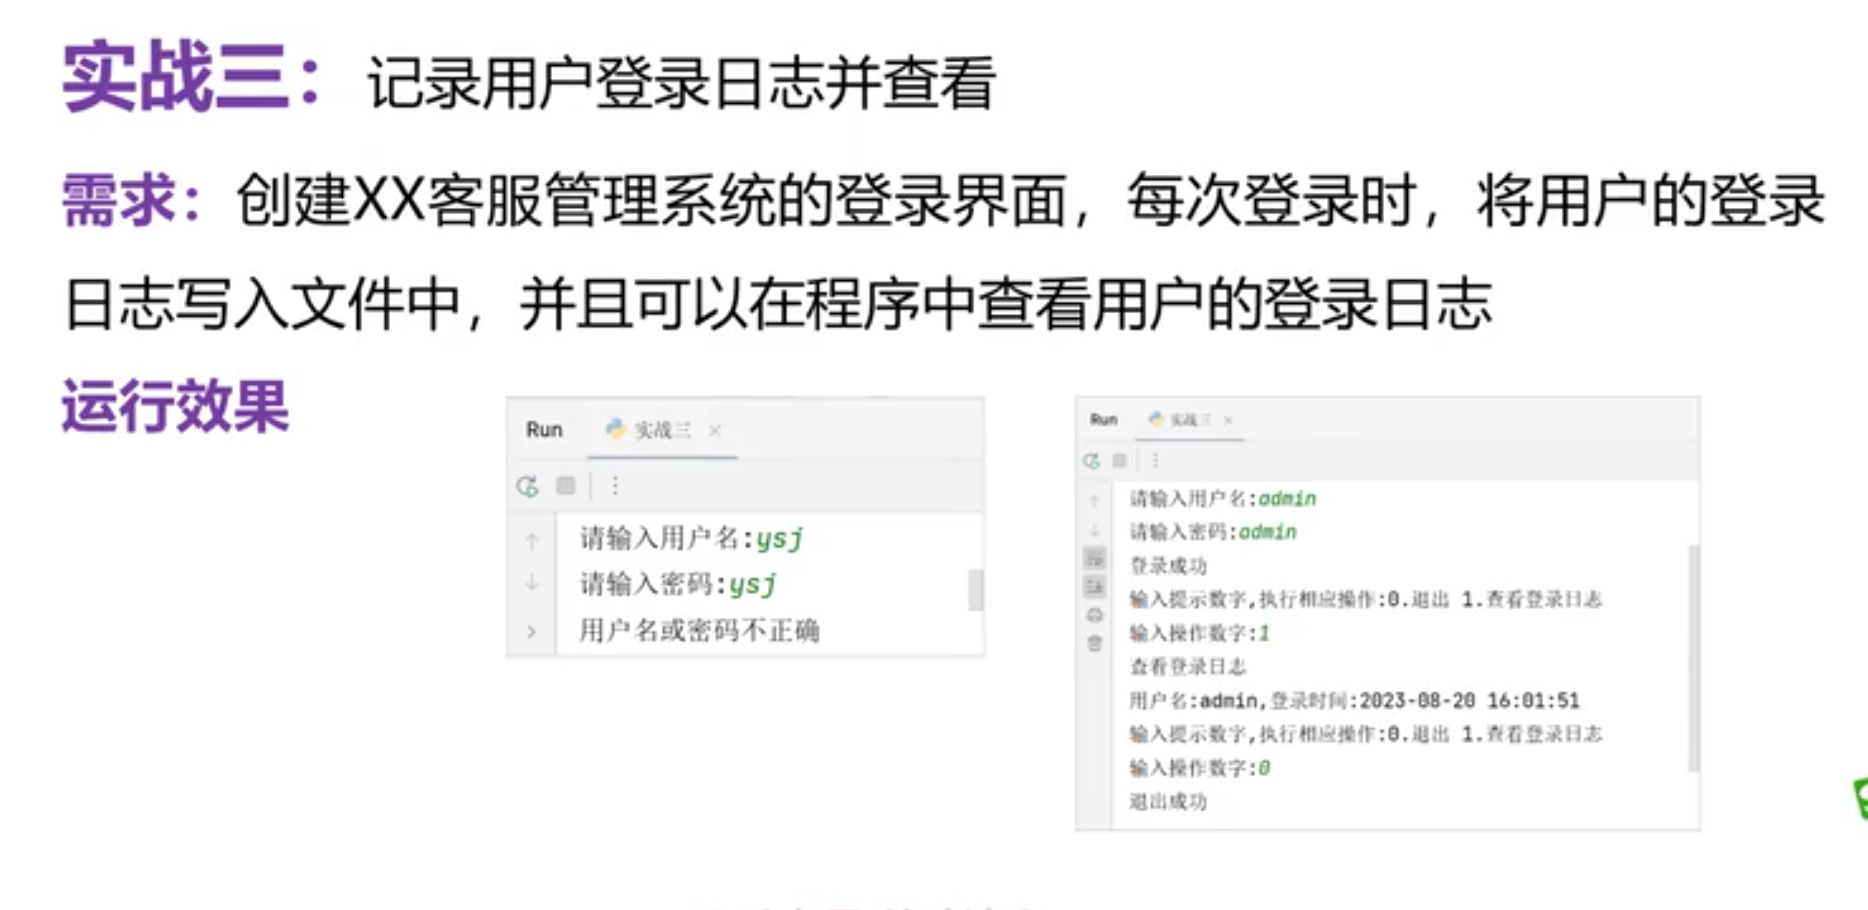 实战三：记录用户登录日志并查看
需求：创建XX客服管理系统的登录界面，每次登录时，将用户的登录
日志写入文件中，并且可以在程序中查看用户的登录日志
运行效果
Run 实战三 ×
请输入用户名:ysj
请输入密码:ysj
用户名或密码不正确
Run 实战三 ×
请输入用户名:admin
请输入密码:admin
登录成功
输入提示数字,执行相应操作:0.退出 1.查看登录日志
输入操作数字:1
查看登录日志
用户名:admin,登录时间:2023-08-20 16:01:51
输入提示数字,执行相应操作:0.退出 1.查看登录日志
输入操作数字:0
退出成功